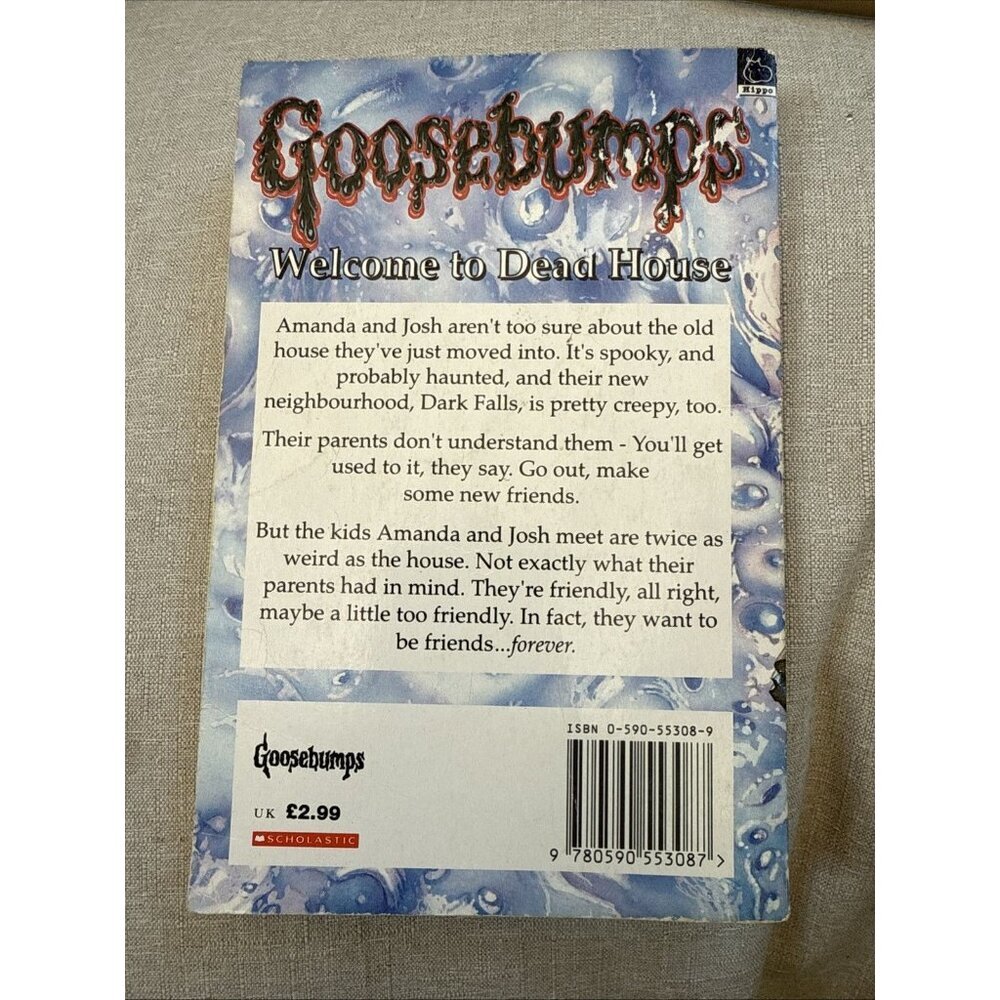 Hippo
Goosebumps
Welcome to Dead House
Amanda and Josh aren't too sure about the old
house they've just moved into. It's spooky, and
probably haunted, and their new
neighbourhood, Dark Falls, is pretty creepy, too.
Their parents don't understand them - You'll get
used to it, they say. Go out, make
some new friends.
But the kids Amanda and Josh meet are twice as
weird as the house. Not exactly what their
parents had in mind. They're friendly, all right,
maybe a little too friendly. In fact, they want to
be friends...forever.
ISBN 0-590-55308-9
Goosebumps
UK £2.99
SCHOLASTIC
9 780590 553087 >